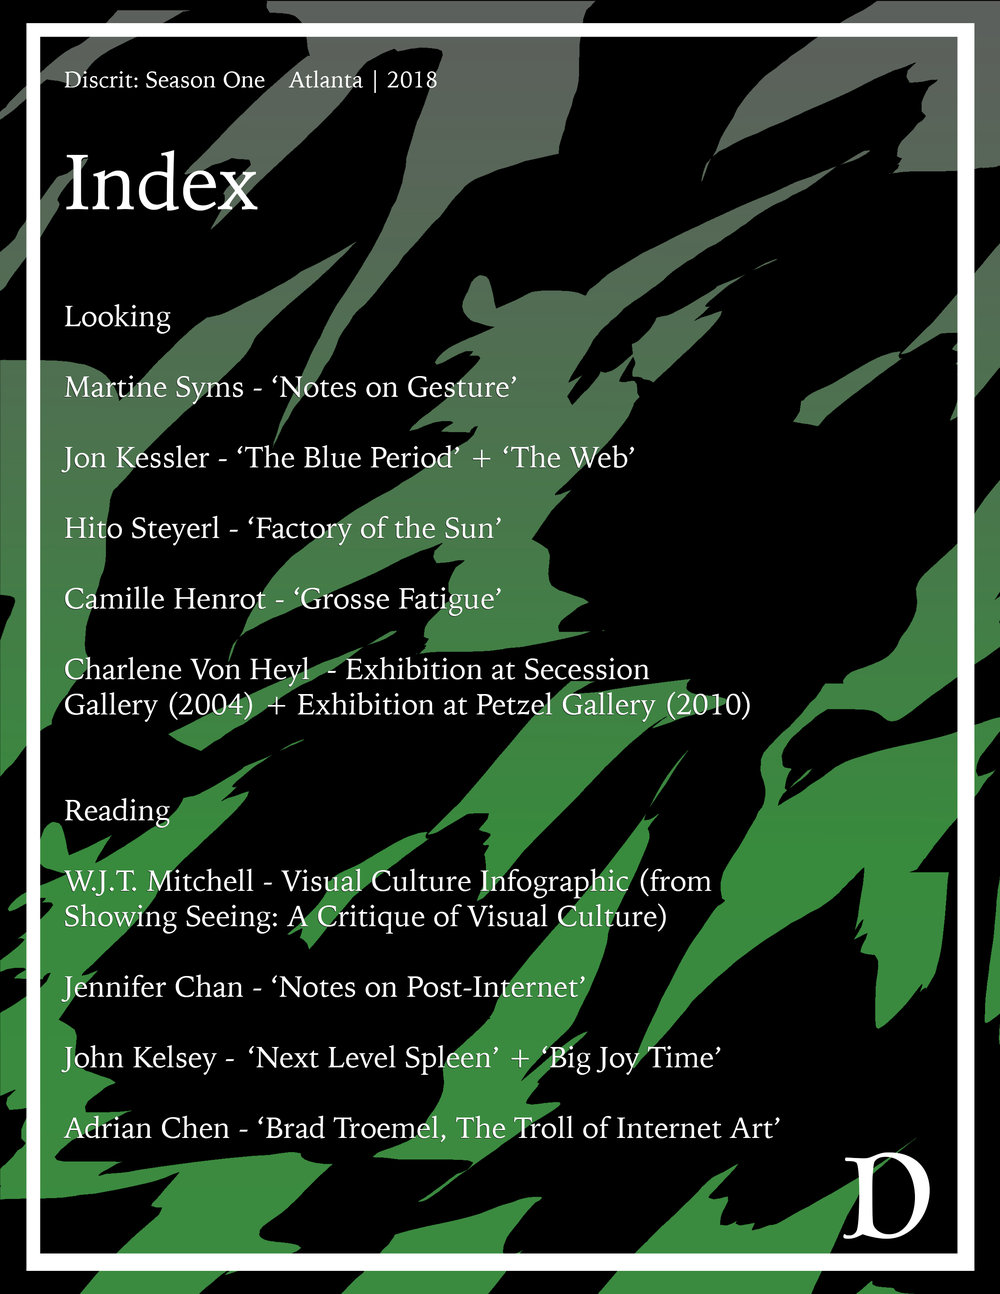 Discrit: Season One Atlanta | 2018
Index
Looking
Martine Syms - ‘Notes on Gesture’
Jon Kessler - ‘The Blue Period’ + ‘The Web’
Hito Steyerl - ‘Factory of the Sun’
Camille Henrot - ‘Grosse Fatigue’
Charlene Von Heyl - Exhibition at Secession
Gallery (2004) + Exhibition at Petzel Gallery (2010)
Reading
W.J.T. Mitchell - Visual Culture Infographic (from
Showing Seeing: A Critique of Visual Culture)
Jennifer Chan - ‘Notes on Post-Internet’
John Kelsey - ‘Next Level Spleen’ + ‘Big Joy Time’
Adrian Chen - ‘Brad Troemel, The Troll of Internet Art’
D